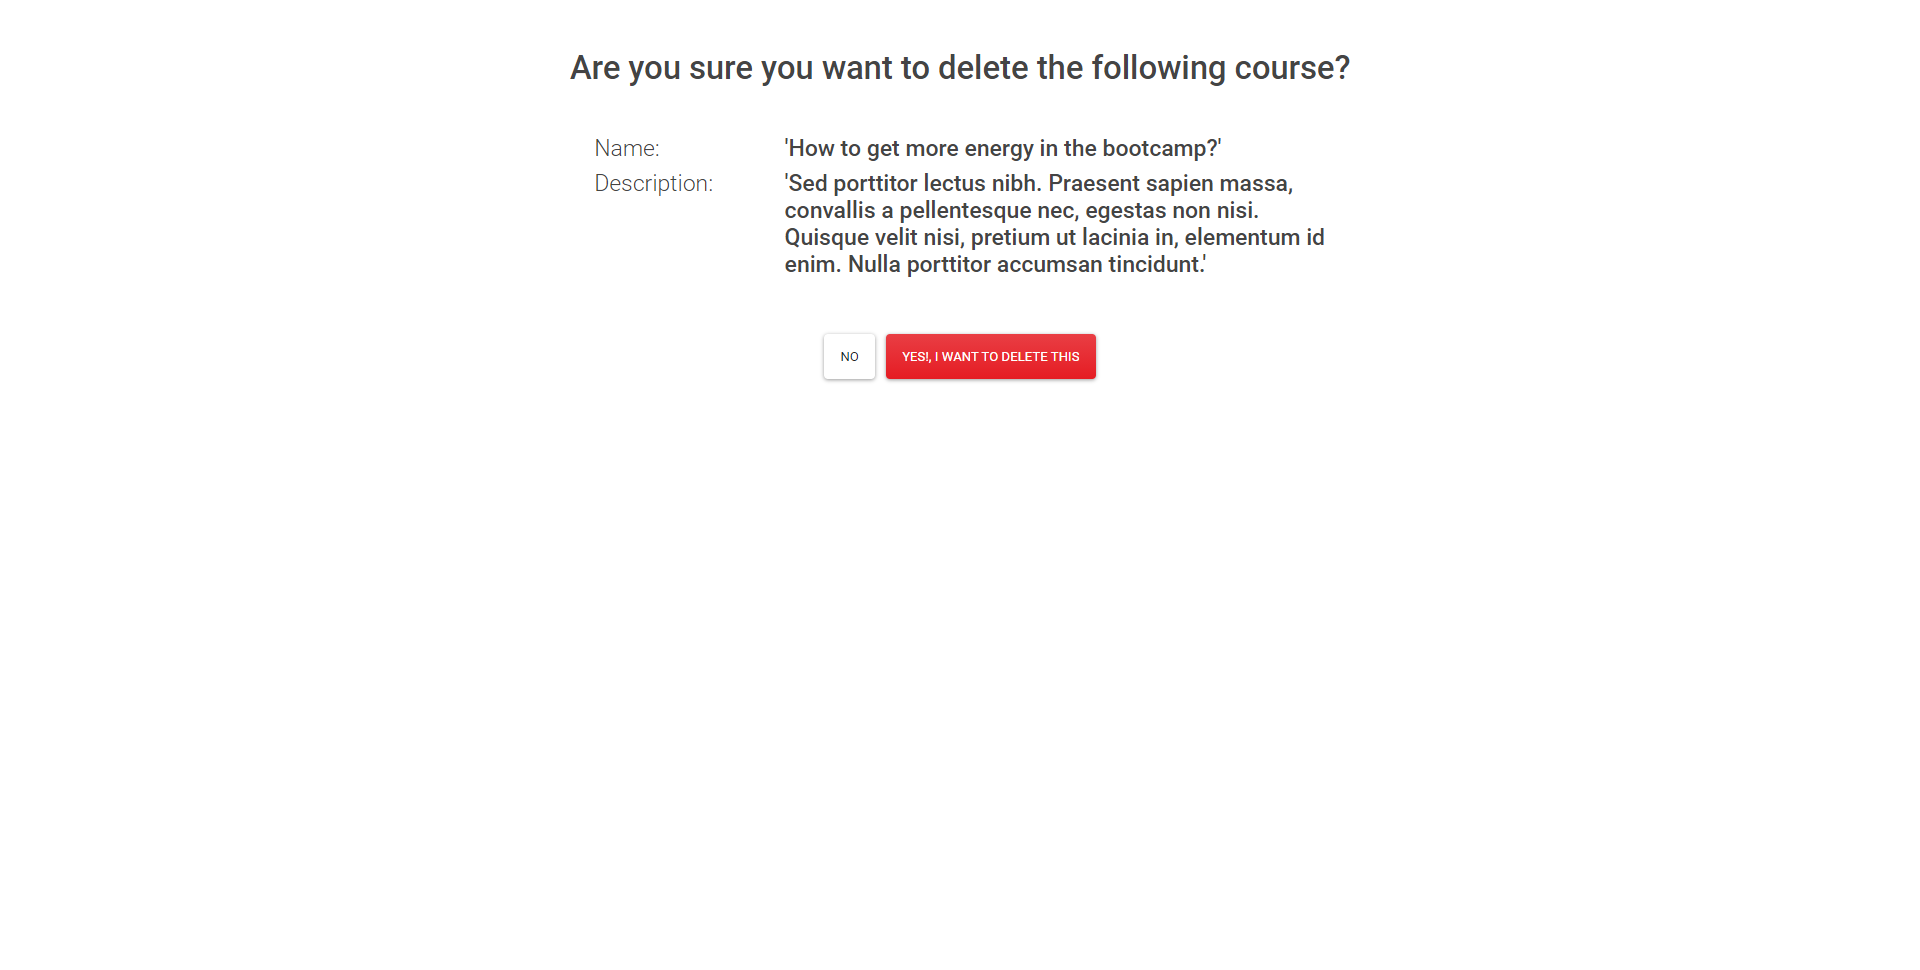 Are you sure you want to delete the following course?
Name: 'How to get more energy in the bootcamp?'
Description: 'Sed porttitor lectus nibh. Praesent sapien massa,
convallis a pellentesque nec, egestas non nisi.
Quisque velit nisi, pretium ut lacinia in, elementum id
enim. Nulla porttitor accumsan tincidunt.'
NO YES!, I WANT TO DELETE THIS